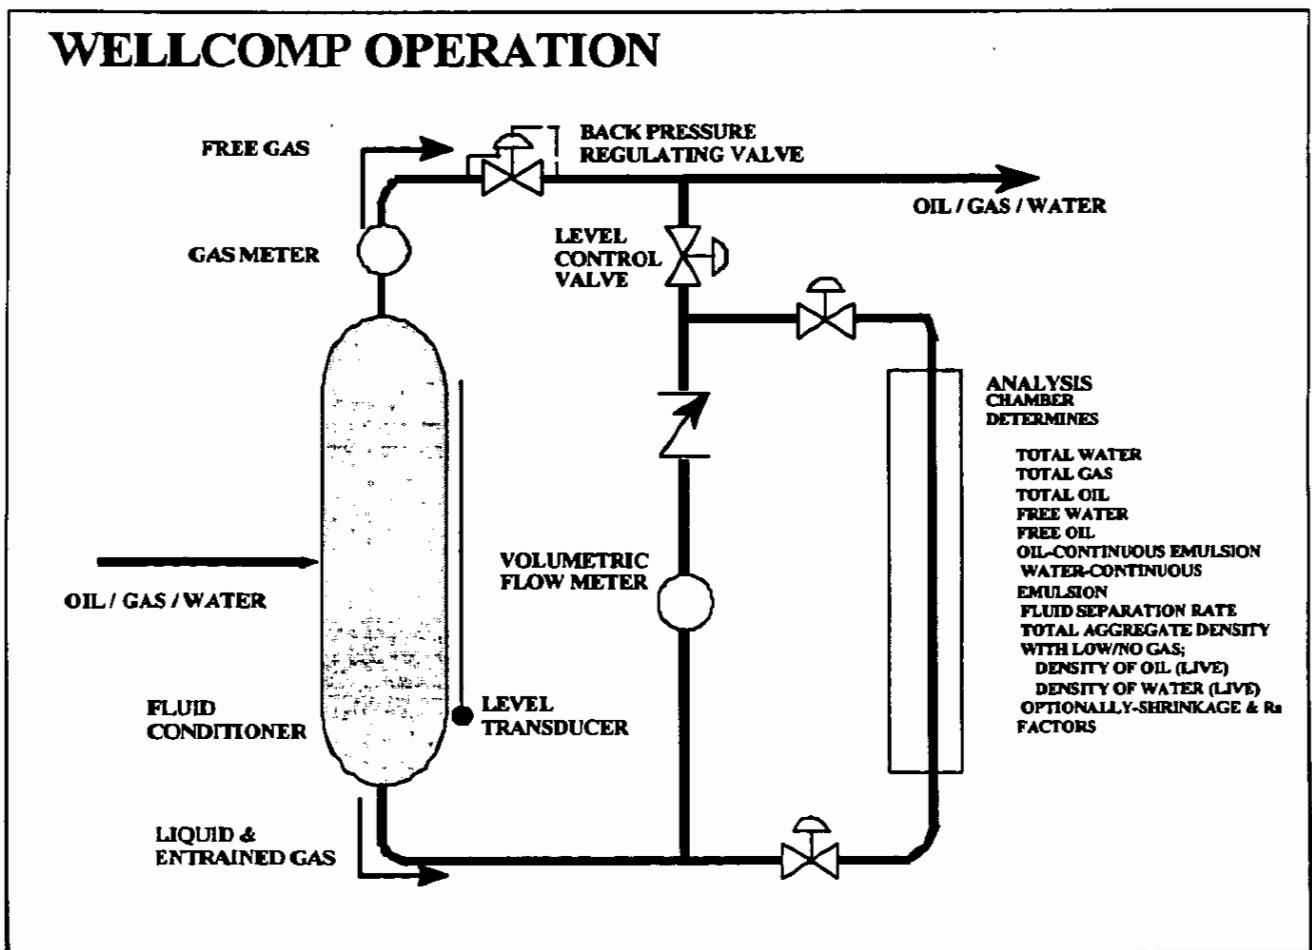 WELLCOMP OPERATION
FREE GAS
BACK PRESSURE
REGULATING VALVE
OIL / GAS / WATER
GAS METER
LEVEL
CONTROL
VALVE
ANALYSIS
CHAMBER
DETERMINES
TOTAL WATER
TOTAL GAS
TOTAL OIL
FREE WATER
FREE OIL
OIL-CONTINUOUS EMULSION
WATER-CONTINUOUS
EMULSION
FLUID SEPARATION RATE
TOTAL AGGREGATE DENSITY
WITH LOW/NO GAS;
DENSITY OF OIL (LIVE)
DENSITY OF WATER (LIVE)
OPTIONALLY-SHRINKAGE & Rs
FACTORS
VOLUMETRIC
FLOW METER
OIL / GAS / WATER
FLUID
CONDITIONER
LEVEL
TRANSDUCER
LIQUID &
ENTRAINED GAS